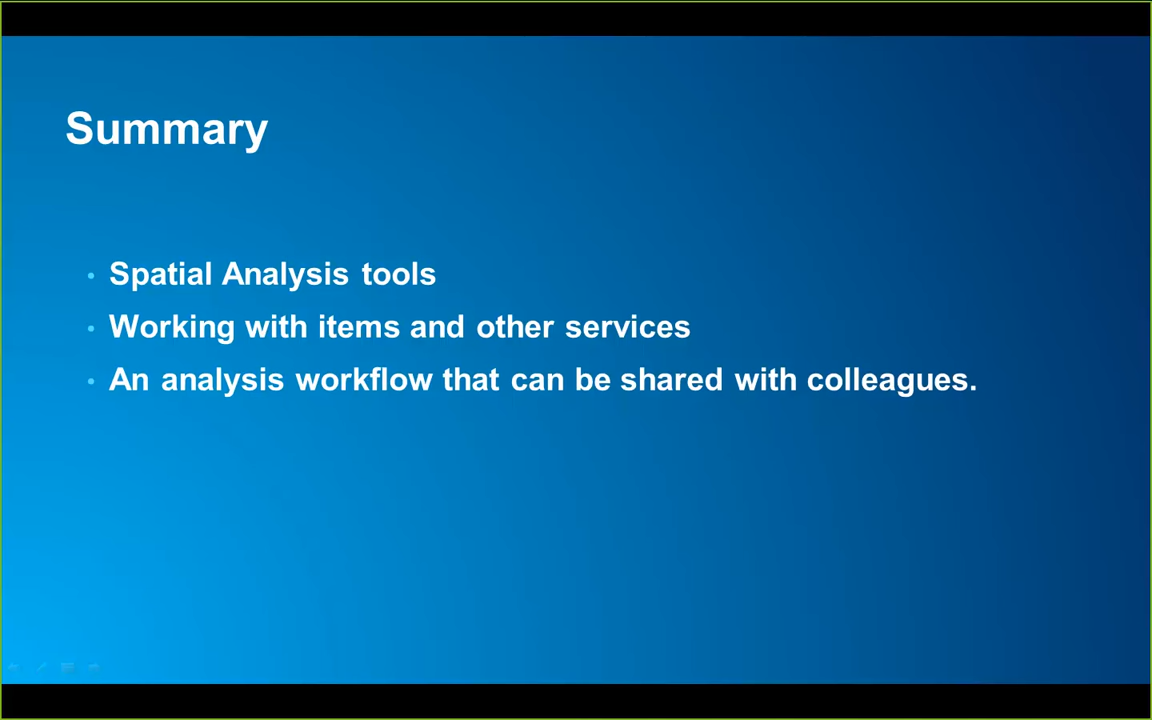 Summary
• Spatial Analysis tools
• Working with items and other services
• An analysis workflow that can be shared with colleagues.